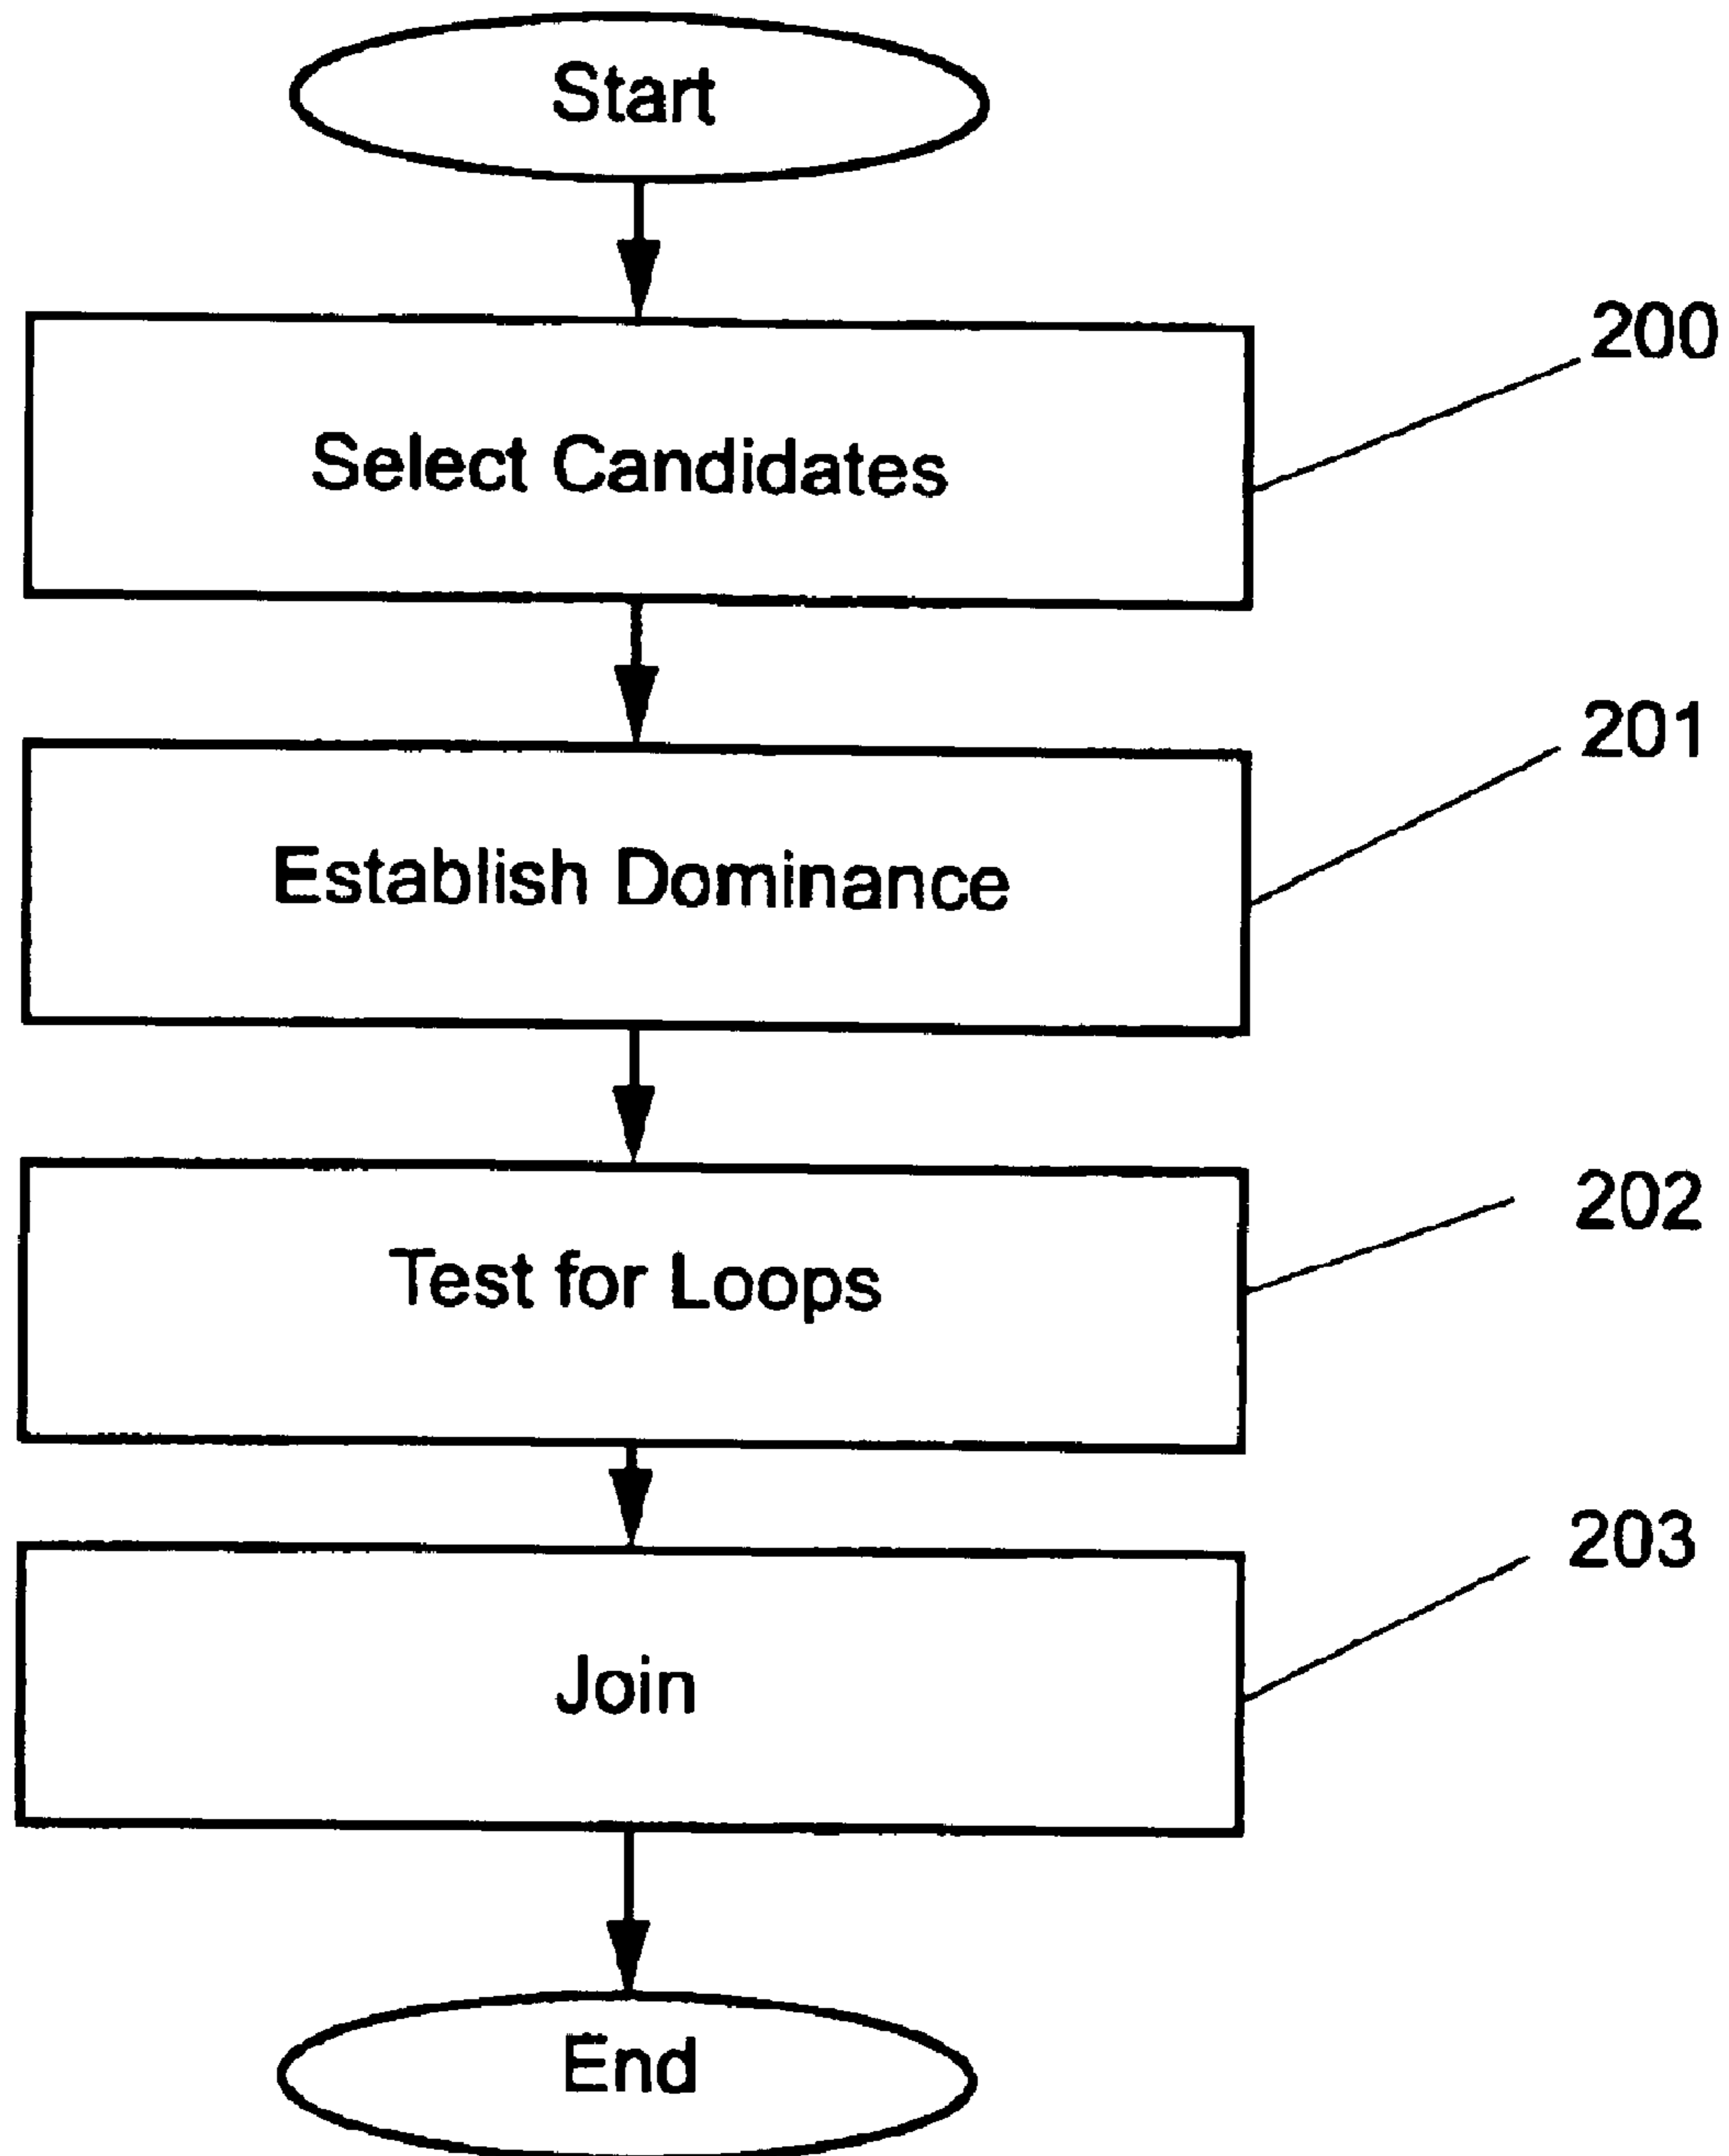 Start
200
Select Candidates
201
Establish Dominance
202
Test for Loops
203
Join
End